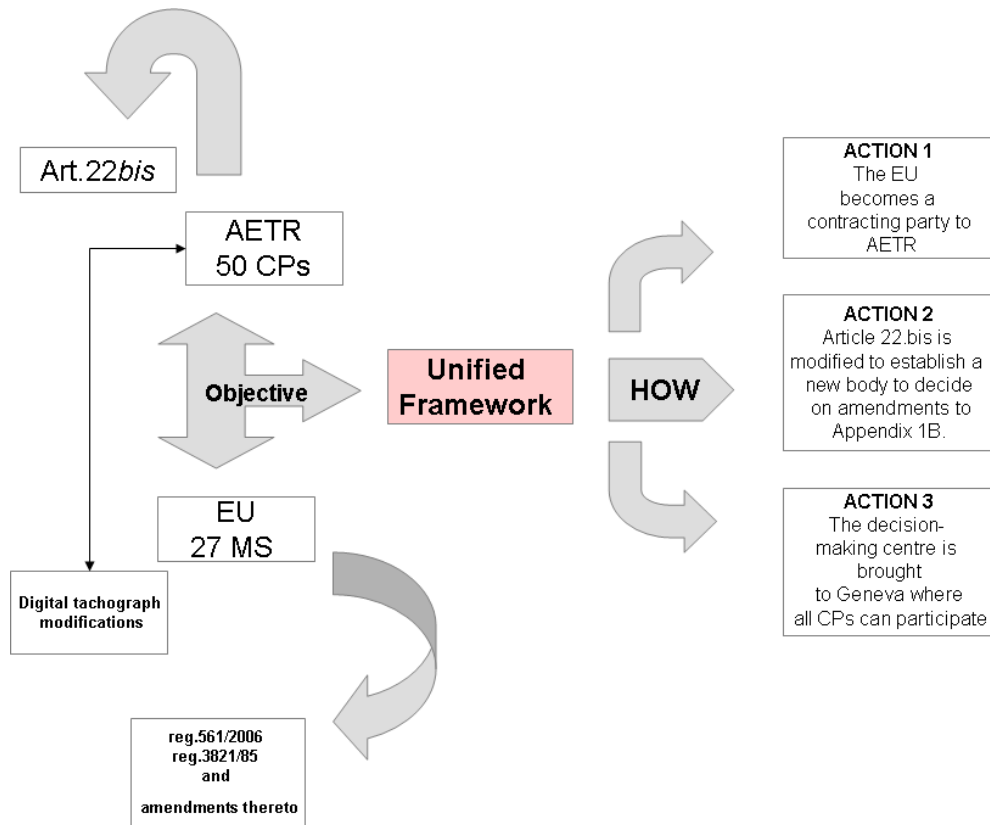 Art.22bis
AETR
50 CPs
Objective
EU
27 MS
Digital tachograph
modifications
reg.561/2006
reg.3821/85
and
amendments thereto
Unified
Framework
HOW
ACTION 1
The EU
becomes a
contracting party to
AETR
ACTION 2
Article 22.bis is
modified to establish a
new body to decide
on amendments to
Appendix 1B.
ACTION 3
The decision-
making centre is
brought
to Geneva where
all CPs can participate